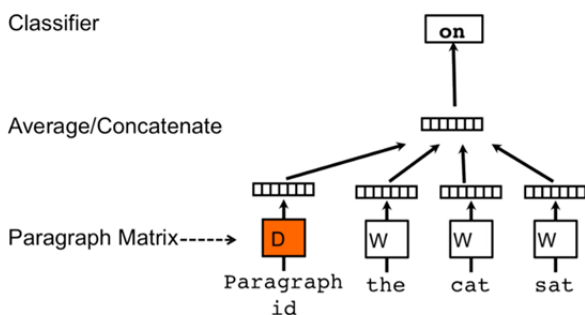 Classifier
on
Average/Concatenate
Paragraph Matrix
D
W
W
W
Paragraph
id
the
cat
sat